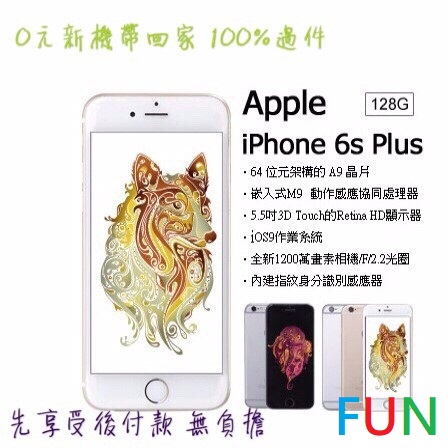 0元新機帶回家 100%過件
Apple 128G
iPhone 6s Plus
· 64 位元架構的 A9 晶片
· 嵌入式M9 動作感應協同處理器
· 5.5吋3D Touch的Retina HD顯示器
· iOS9作業系統
· 全新1200萬畫素相機/F/2.2光圈
· 內建指紋身分識別感應器
先享受後付款 無負擔
FUN